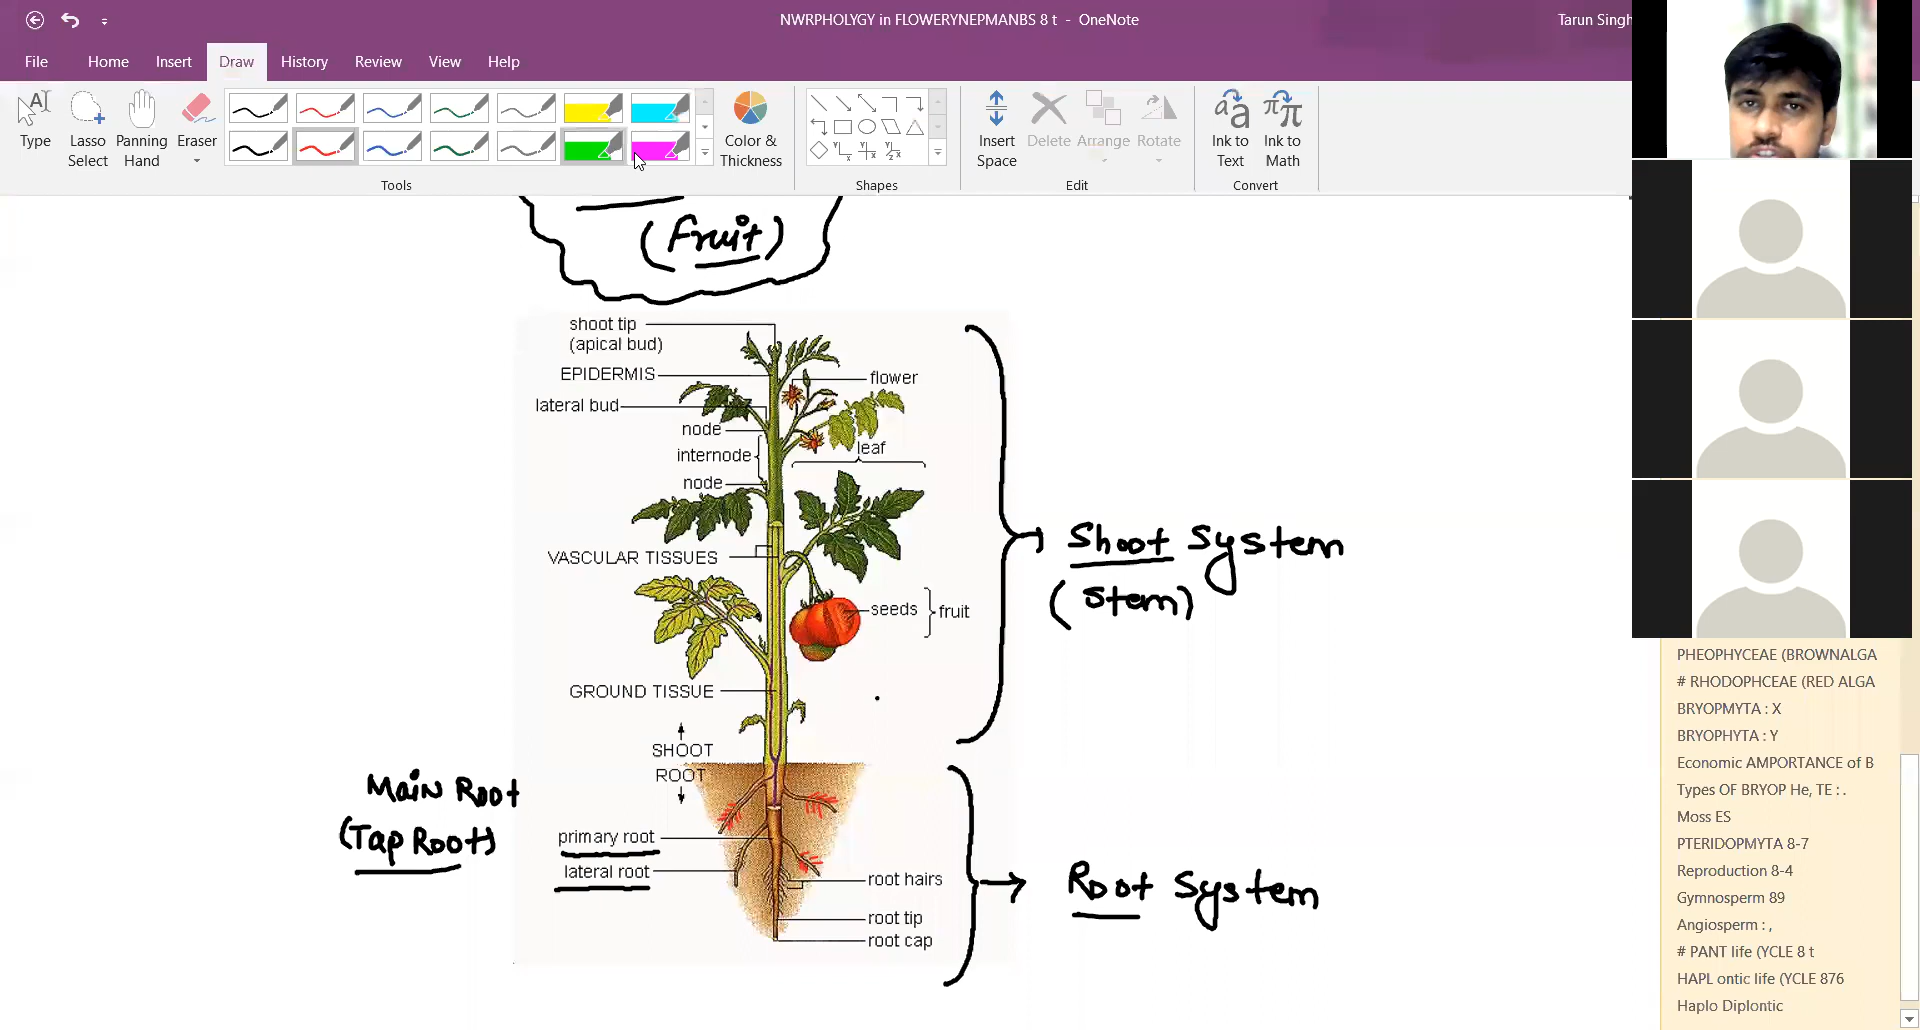 NWRPHOLYGY in FLOWERYNEPMANBS 8 t - OneNote
Tarun Singh
File Home Insert Draw History Review View Help
Type
Lasso Select
Panning Hand
Eraser
Color & Thickness
Insert Space
Delete
Arrange
Rotate
Ink to Text
Ink to Math
Tools
Shapes
Edit
Convert
(Fruit)
shoot tip
(apical bud)
EPIDERMIS
flower
lateral bud
node
internode
leaf
node
Shoot System
(Stem)
VASCULAR TISSUES
seeds
fruit
GROUND TISSUE
SHOOT
ROOT
Main Root
(Tap Root)
primary root
lateral root
root hairs
Root System
root tip
root cap
PHEOPHYCEAE (BROWNALGA
# RHODOPHCEAE (RED ALGA
BRYOPMYTA : X
BRYOPHYTA : Y
Economic AMPORTANCE of B
Types OF BRYOP He, TE : .
Moss ES
PTERIDOPMYTA 8-7
Reproduction 8-4
Gymnosperm 89
Angiosperm : ,
# PANT life (YCLE 8 t
HAPL ontic life (YCLE 876
Haplo Diplontic